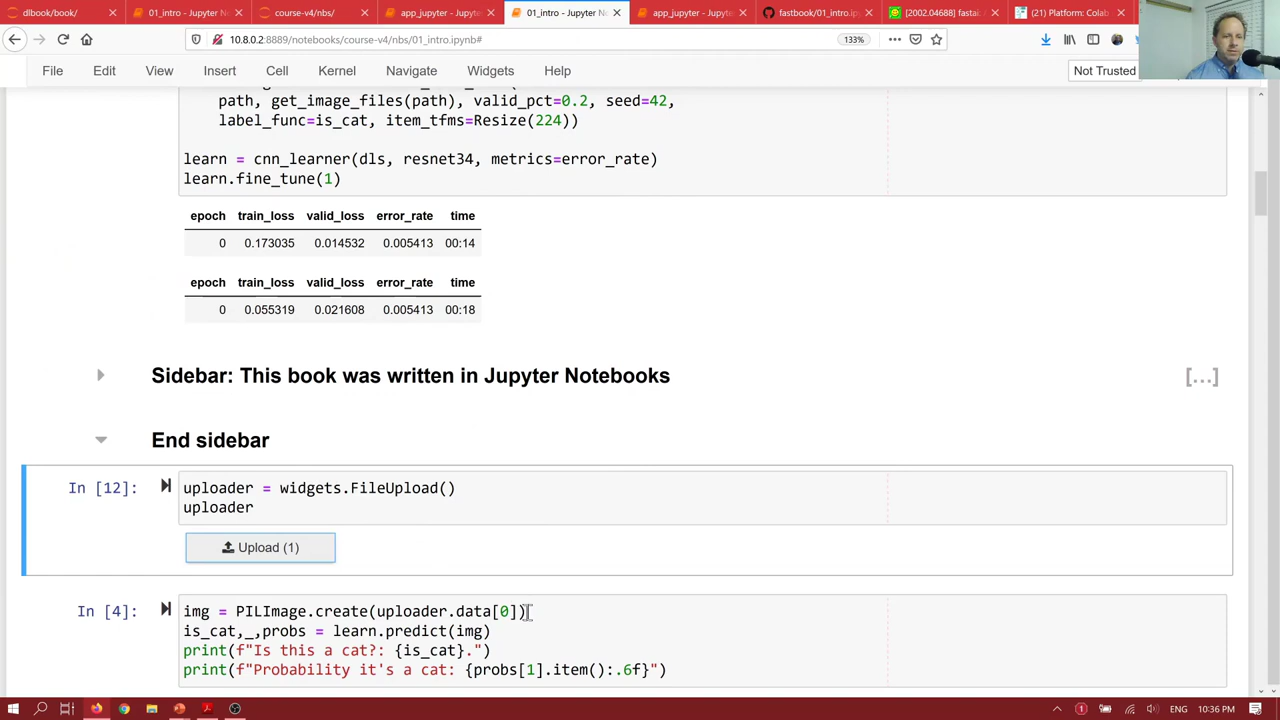 dlbook/book/
01_intro - Jupyter No
course-v4/nbs/
app_jupyter - Jupyter
01_intro - Jupyter No
app_jupyter - Jupyter
fastbook/01_intro.ipy
[2002.04688] fastai:
(21) Platform: Colab
10.8.0.2:8889/notebooks/course-v4/nbs/01_intro.ipynb#
133%
File Edit View Insert Cell Kernel Navigate Widgets Help
Not Trusted
path, get_image_files(path), valid_pct=0.2, seed=42,
label_func=is_cat, item_tfms=Resize(224))
learn = cnn_learner(dls, resnet34, metrics=error_rate)
learn.fine_tune(1)
epoch train_loss valid_loss error_rate time
0 0.173035 0.014532 0.005413 00:14
epoch train_loss valid_loss error_rate time
0 0.055319 0.021608 0.005413 00:18
Sidebar: This book was written in Jupyter Notebooks
[...]
End sidebar
In [12]:
uploader = widgets.FileUpload()
uploader
Upload (1)
In [4]:
img = PILImage.create(uploader.data[0])
is_cat,_,probs = learn.predict(img)
print(f"Is this a cat?: {is_cat}.")
print(f"Probability it's a cat: {probs[1].item():.6f}")
ENG 10:36 PM